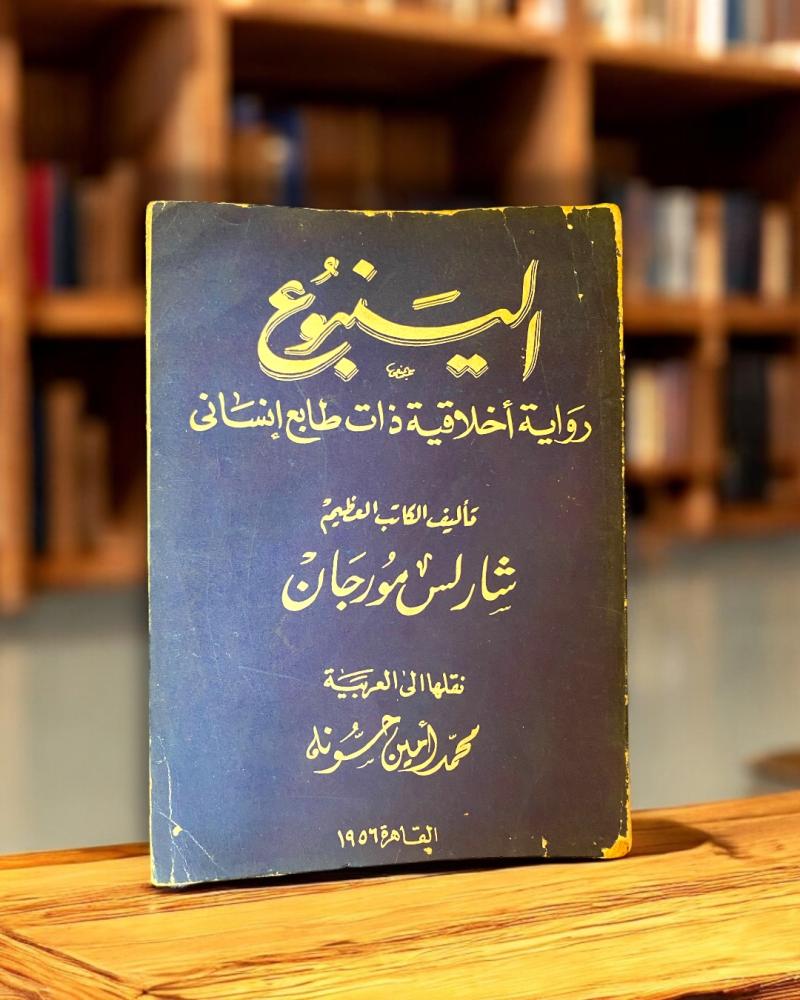 الينبوع
رواية أخلاقية ذات طابع إنسانى
تأليف الكاتب العظيم
شارلس مورجان
نقلها الى العربية
محمد أمين حسونه
القاهرة ١٩٥٦